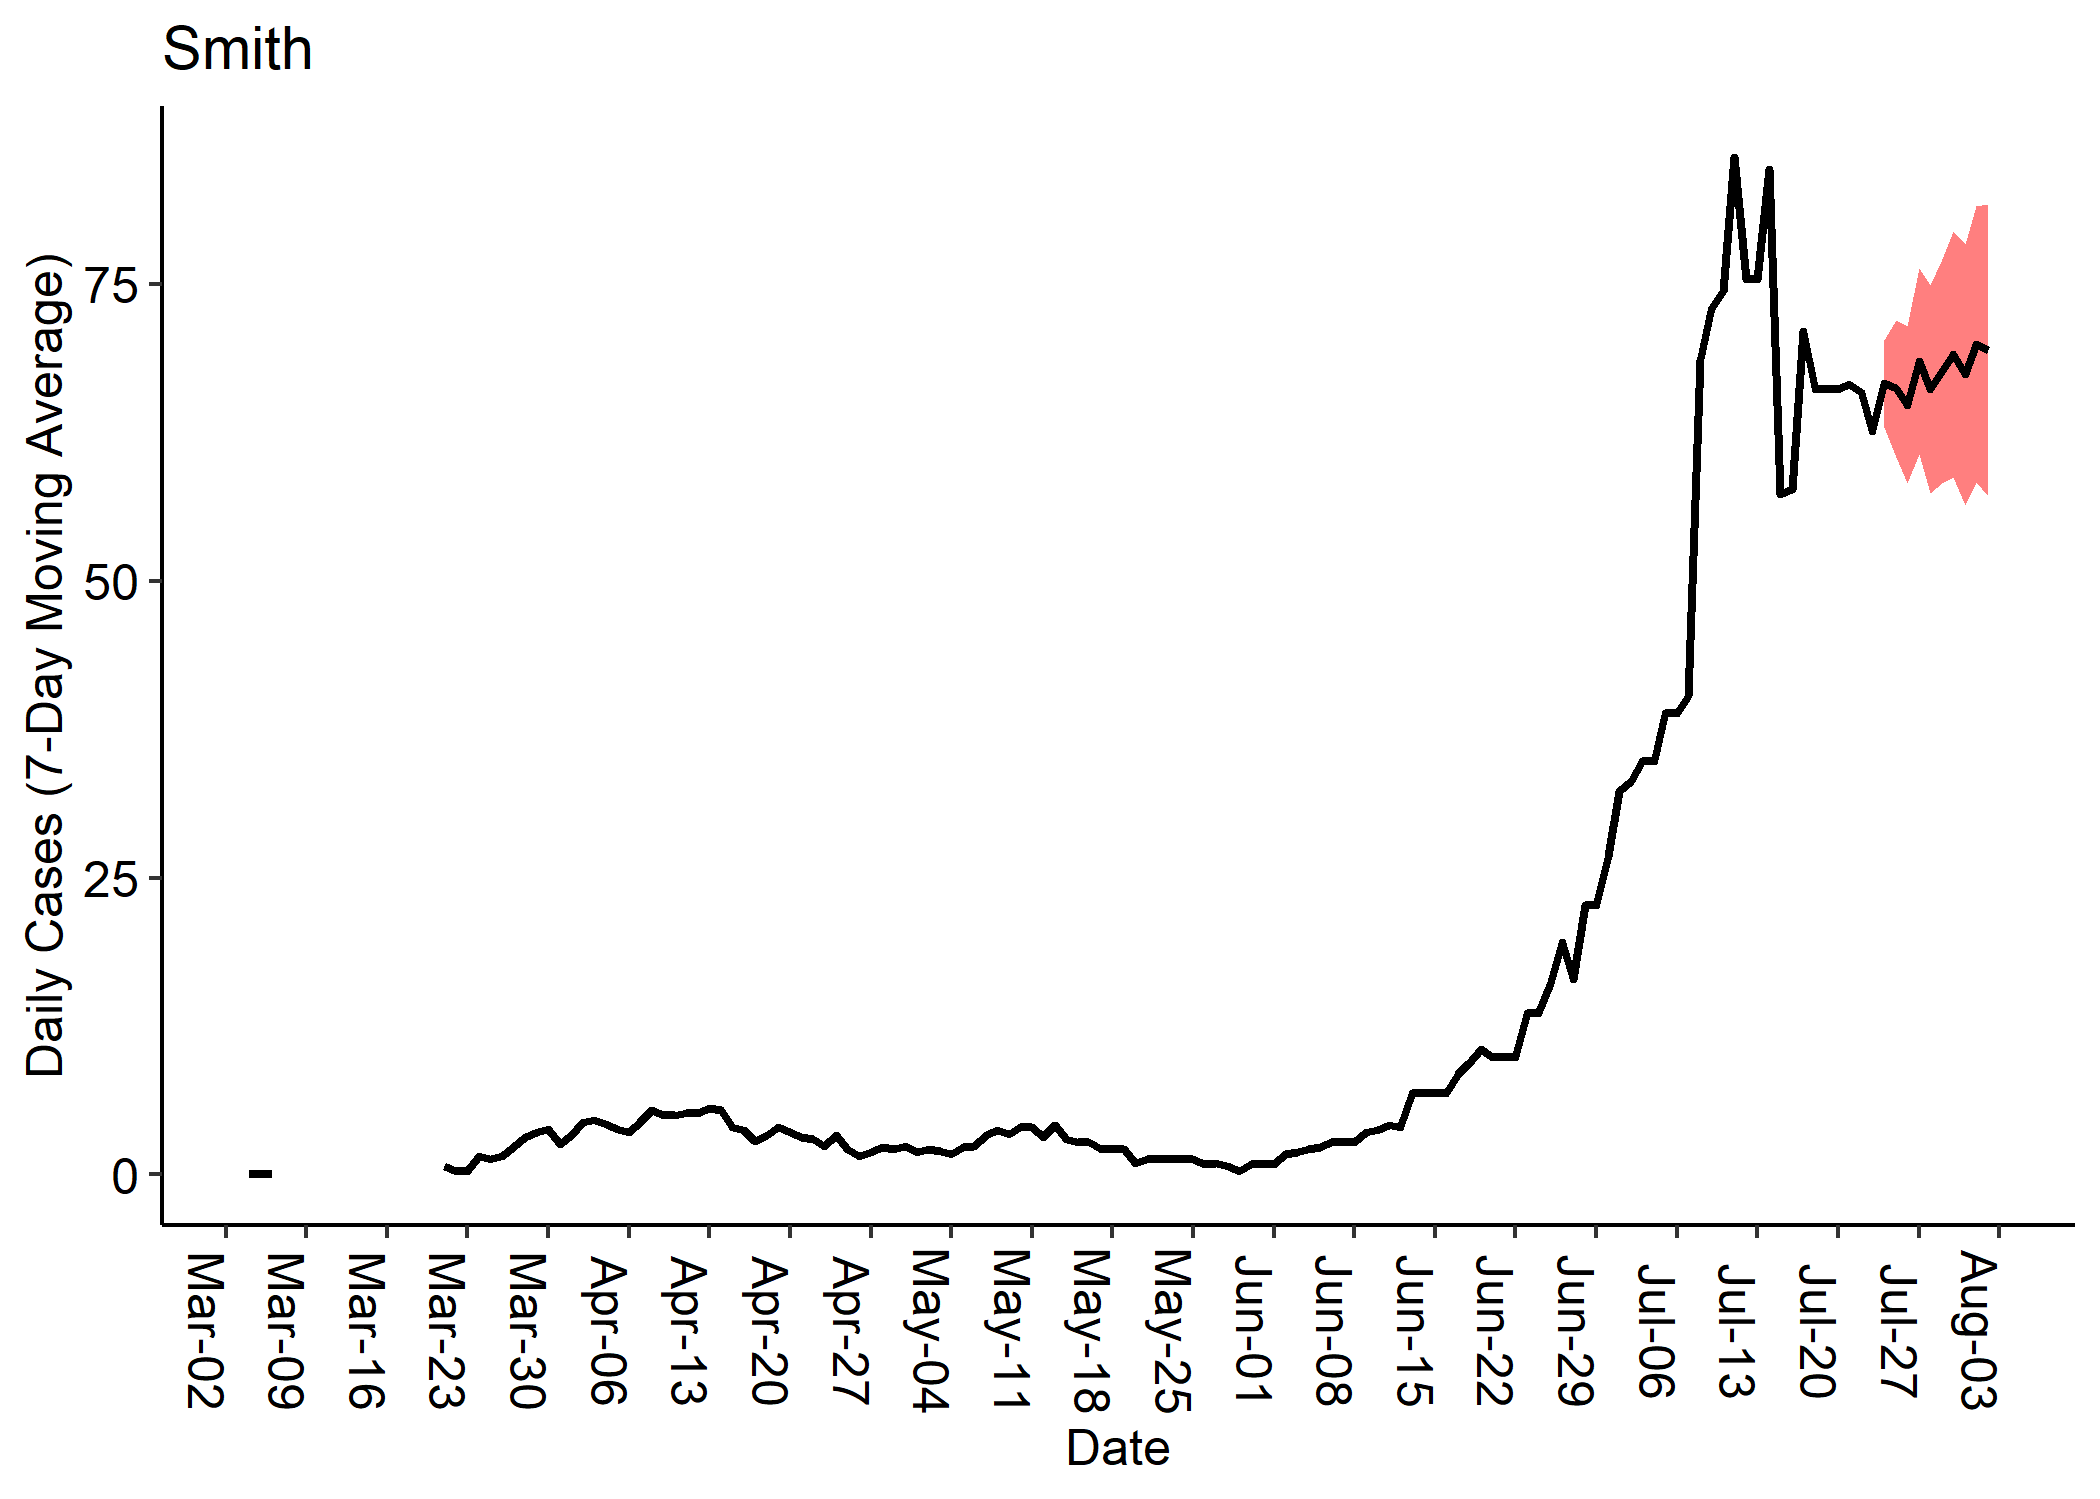 Smith
Daily Cases (7-Day Moving Average)
75
50
25
0
Mar-02
Mar-09
Mar-16
Mar-23
Mar-30
Apr-06
Apr-13
Apr-20
Apr-27
May-04
May-11
May-18
May-25
Jun-01
Jun-08
Jun-15
Jun-22
Jun-29
Jul-06
Jul-13
Jul-20
Jul-27
Aug-03
Date